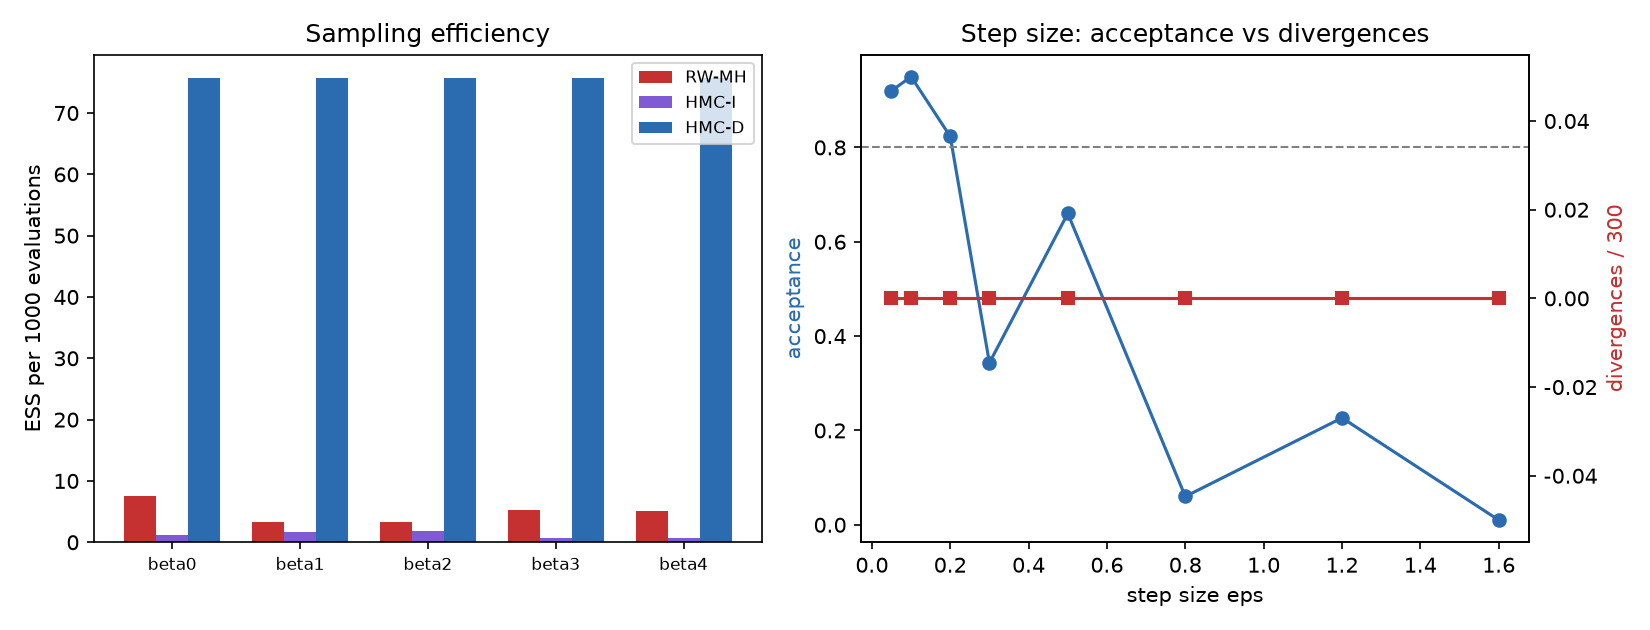 Sampling efficiency
ESS per 1000 evaluations
70
60
50
40
30
20
10
0
beta0 beta1 beta2 beta3 beta4
RW-MH
HMC-I
HMC-D
Step size: acceptance vs divergences
acceptance
0.8
0.6
0.4
0.2
0.0
0.0 0.2 0.4 0.6 0.8 1.0 1.2 1.4 1.6
step size eps
0.04
0.02
0.00
-0.02
-0.04
divergences / 300